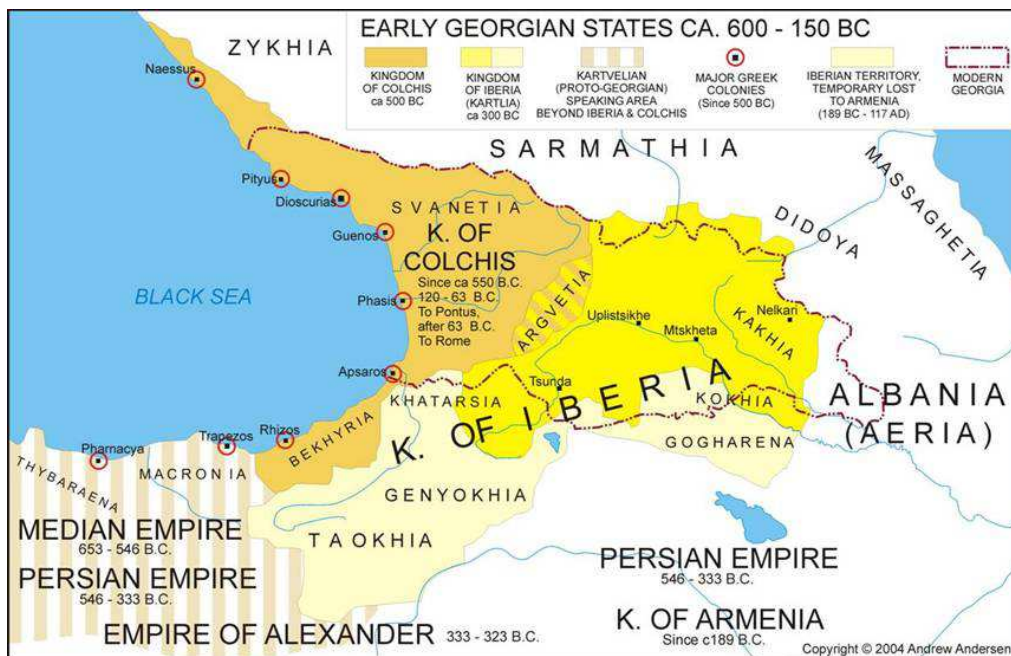 EARLY GEORGIAN STATES CA. 600 - 150 BC
KINGDOM
OF COLCHIS
ca 500 BC
KINGDOM
OF IBERIA
(KARTLIA)
ca 300 BC
KARTVELIAN
(PROTO-GEORGIAN)
SPEAKING AREA
BEYOND IBERIA & COLCHIS
MAJOR GREEK
COLONIES
(Since 500 BC)
IBERIAN TERRITORY,
TEMPORARY LOST
TO ARMENIA
(189 BC - 117 AD)
MODERN
GEORGIA
ZYKHIA
Naessus
SARMATHIA
MASSAGHETIA
DIDOYA
Pityus
Dioscurias
Guenos
SVANETIA
K. OF
COLCHIS
Since ca 550 B.C.
120 - 63 B.C.
To Pontus,
after 63 B.C.
To Rome
BLACK SEA
Phasis
ARGVETIA
Uplistsikhe
Mtskheta
Nelkari
KAKHIA
Apsaros
Tsunda
KHATARSIA
K. OF IBERIA
KOKHIA
ALBANIA
(AERIA)
GOGHARENA
Rhizos
BEKHYRIA
Trapezos
Pharnacya
MACRONIA
THYBARAENA
GENYOKHIA
TAOKHIA
MEDIAN EMPIRE
653 - 546 B.C.
PERSIAN EMPIRE
546 - 333 B.C.
PERSIAN EMPIRE
546 - 333 B.C.
EMPIRE OF ALEXANDER 333 - 323 B.C.
K. OF ARMENIA
Since c189 B.C.
Copyright © 2004 Andrew Andersen